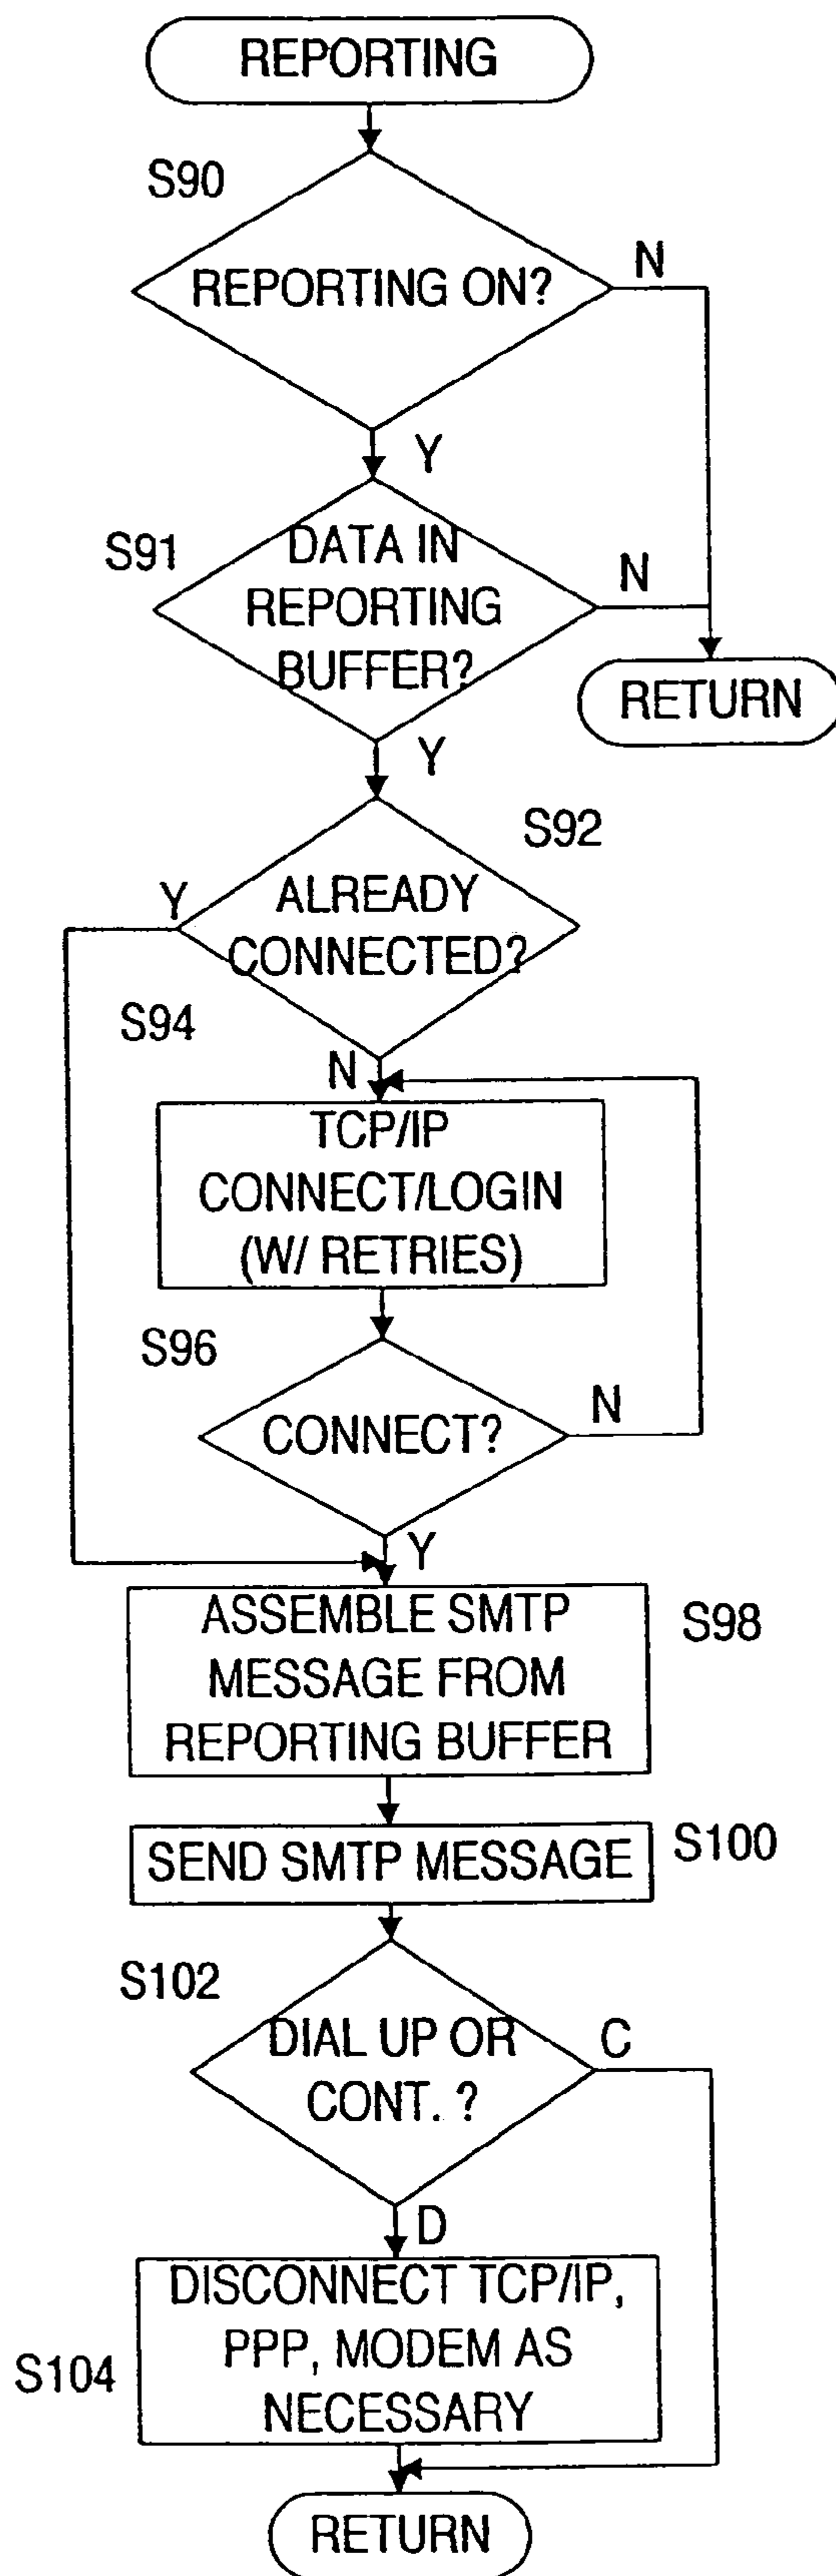 REPORTING
S90
REPORTING ON?
N
Y
S91
DATA IN
REPORTING
BUFFER?
N
RETURN
Y
S92
ALREADY
CONNECTED?
Y
S94
N
TCP/IP
CONNECT/LOGIN
(W/ RETRIES)
S96
CONNECT?
N
Y
ASSEMBLE SMTP
MESSAGE FROM
REPORTING BUFFER
S98
SEND SMTP MESSAGE
S100
S102
DIAL UP OR
CONT. ?
C
D
DISCONNECT TCP/IP,
PPP, MODEM AS
NECESSARY
S104
RETURN